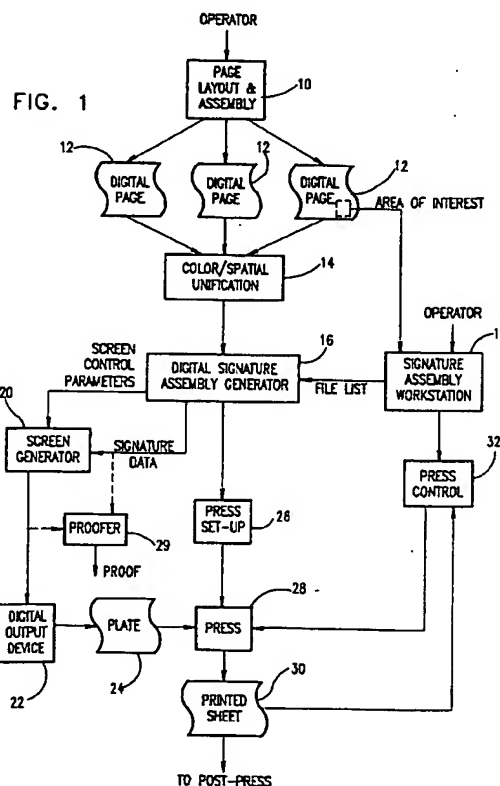 OPERATOR
FIG. 1
PAGE
LAYOUT &
ASSEMBLY
10
12
12
12
DIGITAL
PAGE
DIGITAL
PAGE
DIGITAL
PAGE
AREA OF INTEREST
COLOR/SPATIAL
UNIFICATION
14
OPERATOR
16
1
SCREEN
CONTROL
PARAMETERS
DIGITAL SIGNATURE
ASSEMBLY GENERATOR
FILE LIST
SIGNATURE
ASSEMBLY
WORKSTATION
20
SCREEN
GENERATOR
SIGNATURE
DATA
32
PRESS
CONTROL
PROOFER
29
PROOF
PRESS
SET-UP
26
DIGITAL
OUTPUT
DEVICE
22
PLATE
24
PRESS
28
PRINTED
SHEET
30
TO POST-PRESS